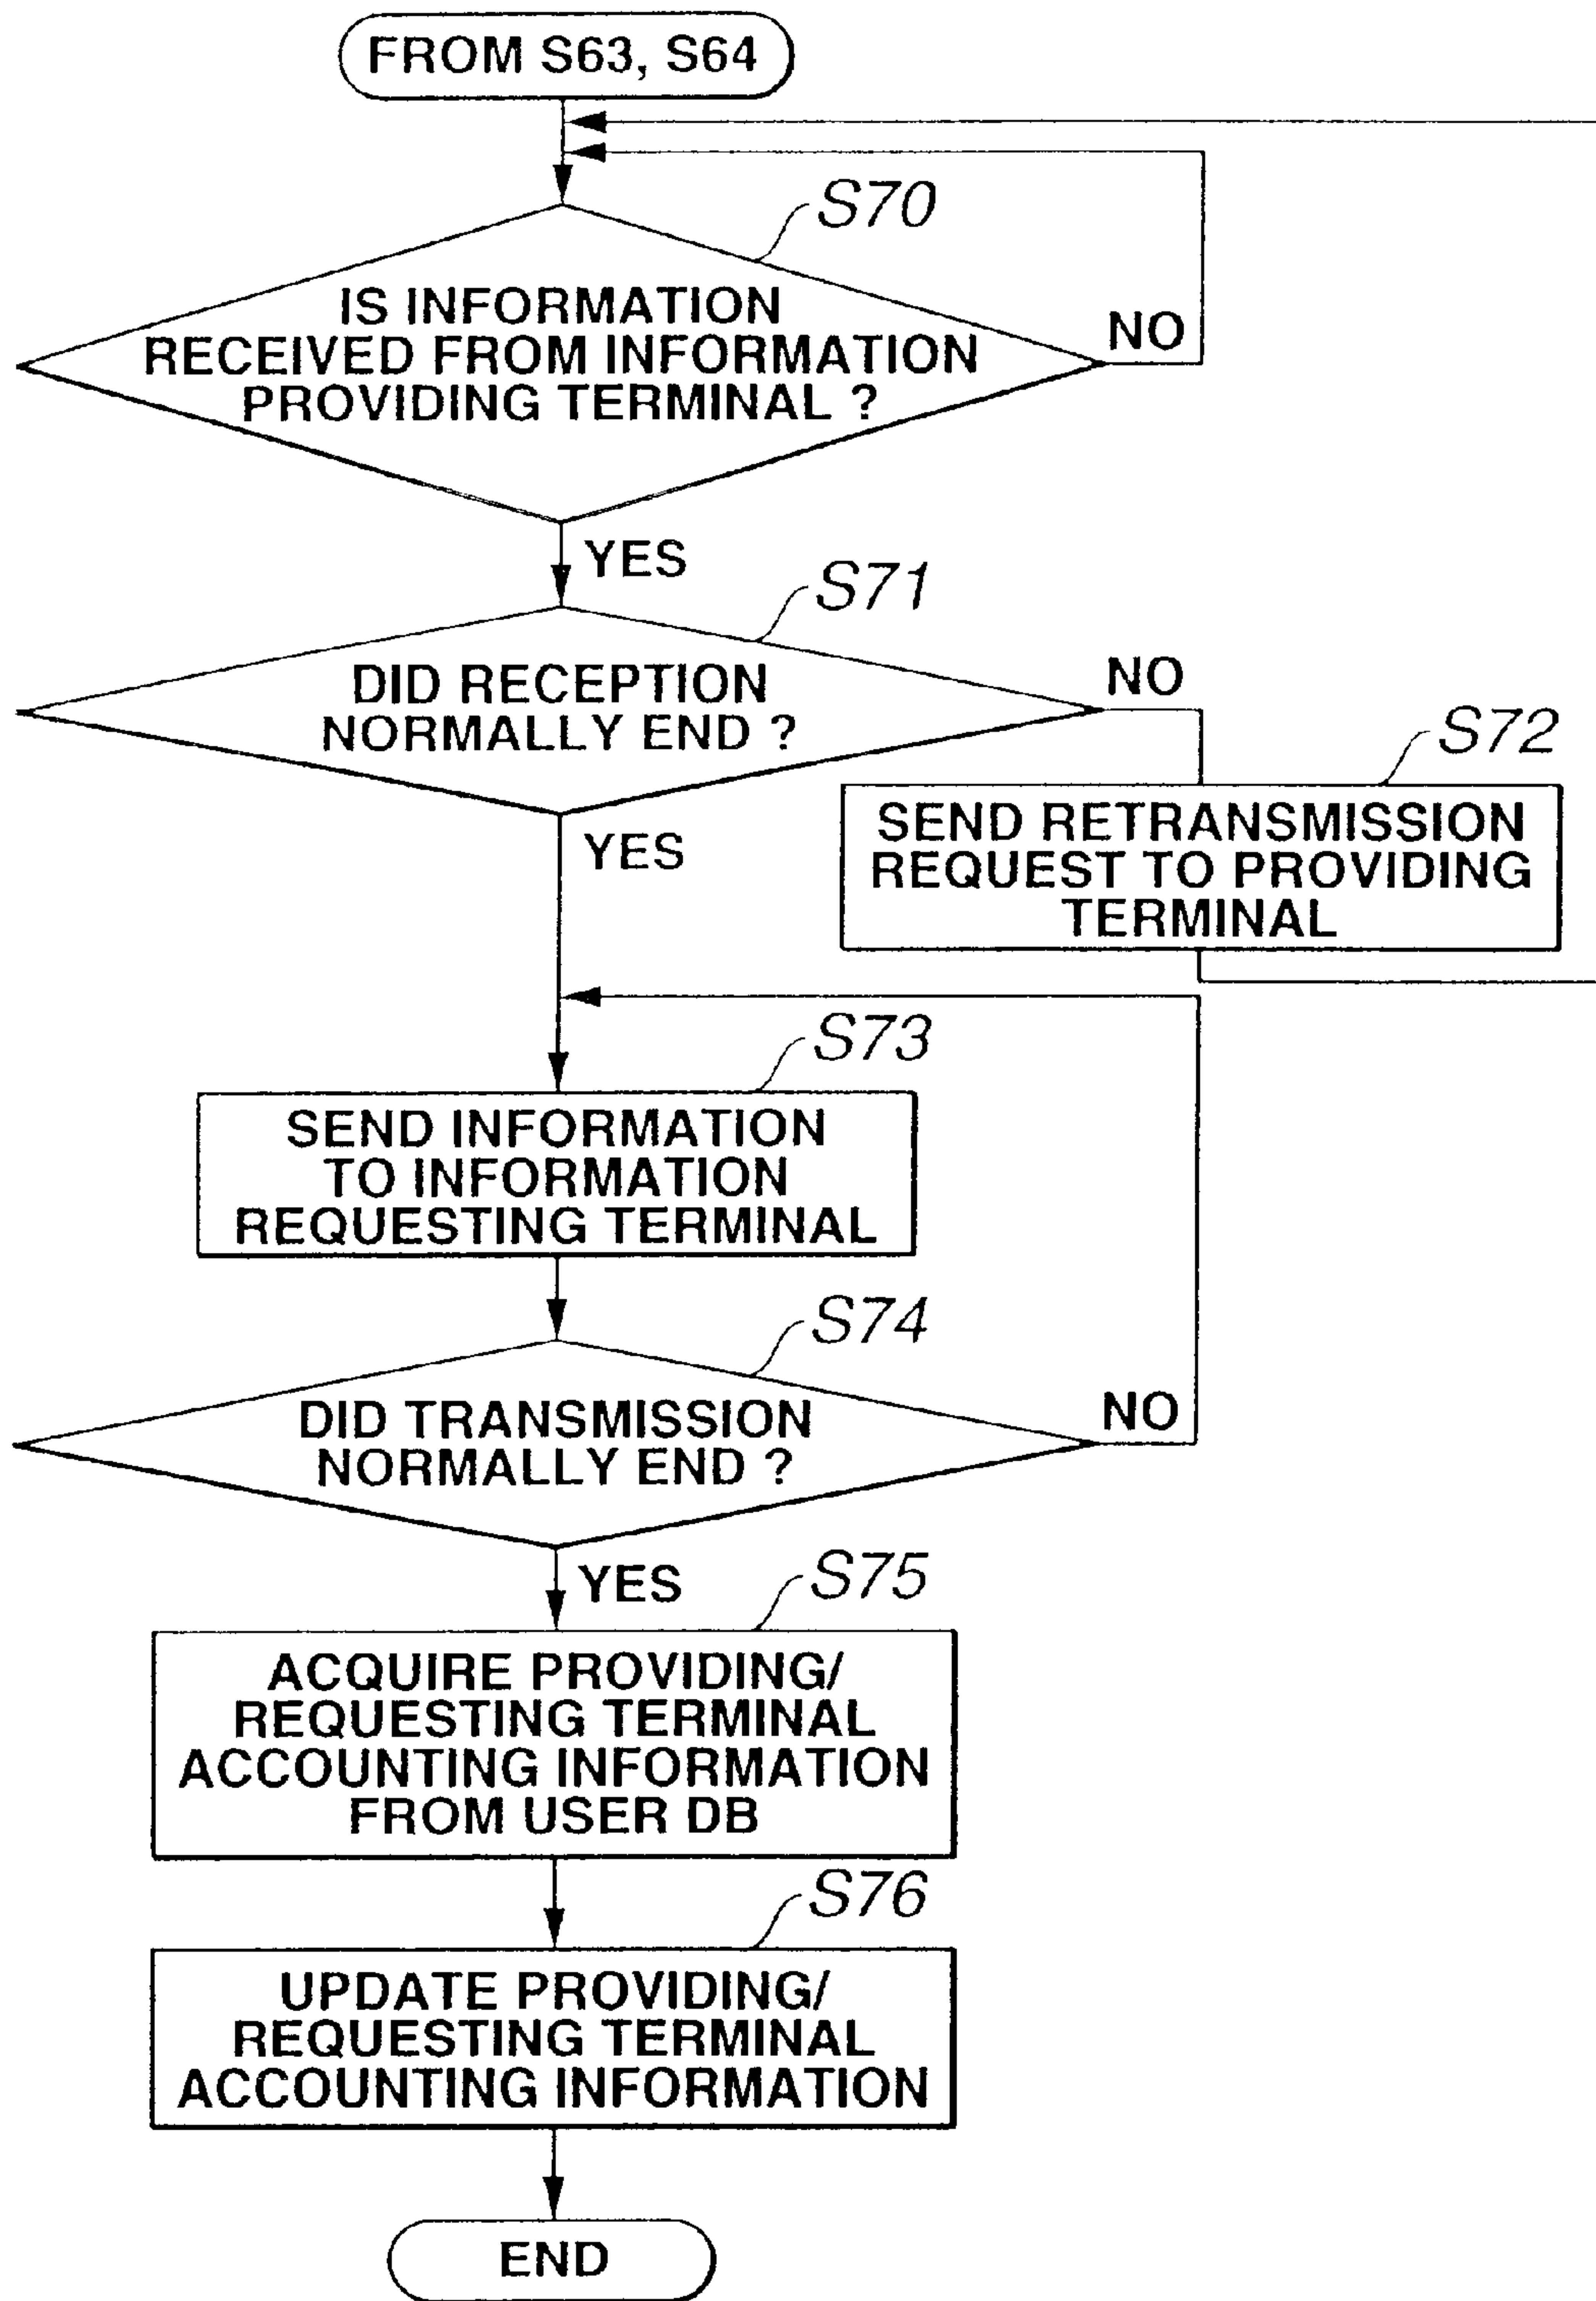 FROM S63, S64
S70
IS INFORMATION
RECEIVED FROM INFORMATION
PROVIDING TERMINAL ?
NO
YES
S71
DID RECEPTION
NORMALLY END ?
NO
YES
S72
SEND RETRANSMISSION
REQUEST TO PROVIDING
TERMINAL
S73
SEND INFORMATION
TO INFORMATION
REQUESTING TERMINAL
S74
DID TRANSMISSION
NORMALLY END ?
NO
YES
S75
ACQUIRE PROVIDING/
REQUESTING TERMINAL
ACCOUNTING INFORMATION
FROM USER DB
S76
UPDATE PROVIDING/
REQUESTING TERMINAL
ACCOUNTING INFORMATION
END